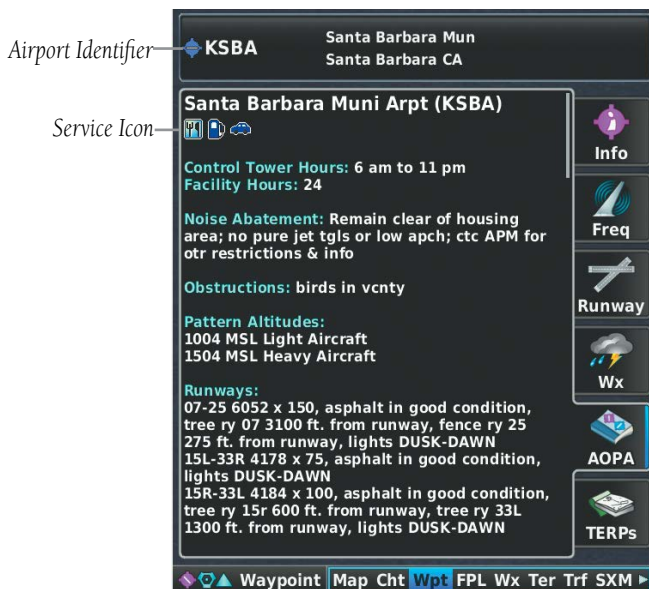 Airport Identifier
KSBA
Santa Barbara Mun
Santa Barbara CA
Service Icon
Santa Barbara Muni Arpt (KSBA)
Control Tower Hours: 6 am to 11 pm
Facility Hours: 24
Noise Abatement: Remain clear of housing
area; no pure jet tgls or low apch; ctc APM for
otr restrictions & info
Obstructions: birds in vcnty
Pattern Altitudes:
1004 MSL Light Aircraft
1504 MSL Heavy Aircraft
Runways:
07-25 6052 x 150, asphalt in good condition,
tree ry 07 3100 ft. from runway, fence ry 25
275 ft. from runway, lights DUSK-DAWN
15L-33R 4178 x 75, asphalt in good condition,
lights DUSK-DAWN
15R-33L 4184 x 100, asphalt in good condition,
tree ry 15r 600 ft. from runway, tree ry 33L
1300 ft. from runway, lights DUSK-DAWN
Info
Freq
Runway
Wx
AOPA
TERPs
Waypoint
Map Cht Wpt FPL Wx Ter Trf SXM